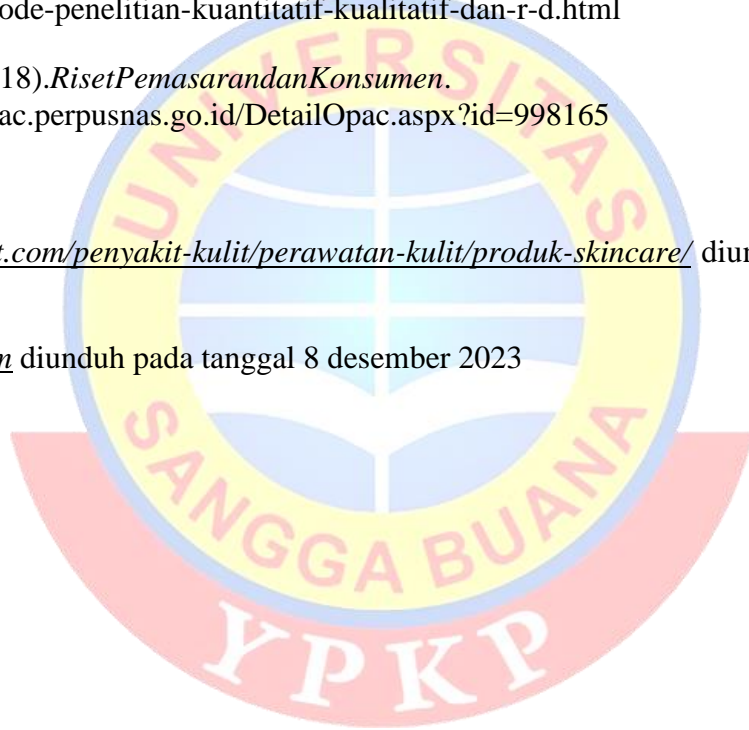 ode-penelitian-kuantitatif-kualitatif-dan-r-d.html
18).RisetPemasarandanKonsumen.
ac.perpusnas.go.id/DetailOpac.aspx?id=998165
t.com/penyakit-kulit/perawatan-kulit/produk-skincare/ diun
n diunduh pada tanggal 8 desember 2023
UNIVERSITAS
SANGGA BUANA
YPKP